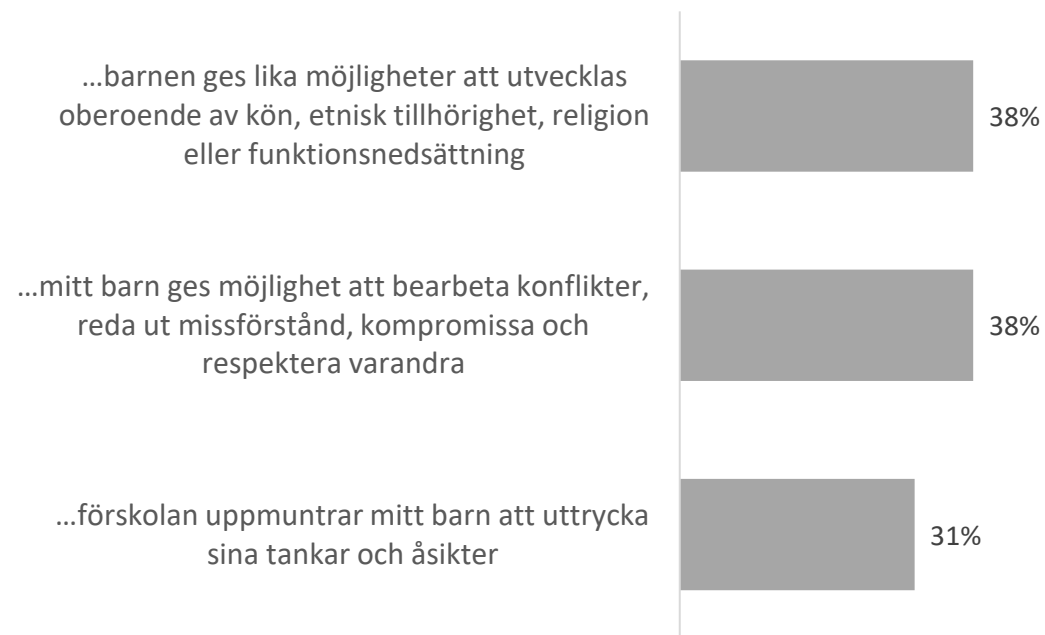 ...barnen ges lika möjligheter att utvecklas
oberoende av kön, etnisk tillhörighet, religion
eller funktionsnedsättning
38%
...mitt barn ges möjlighet att bearbeta konflikter,
reda ut missförstånd, kompromissa och
respektera varandra
38%
...förskolan uppmuntrar mitt barn att uttrycka
sina tankar och åsikter
31%